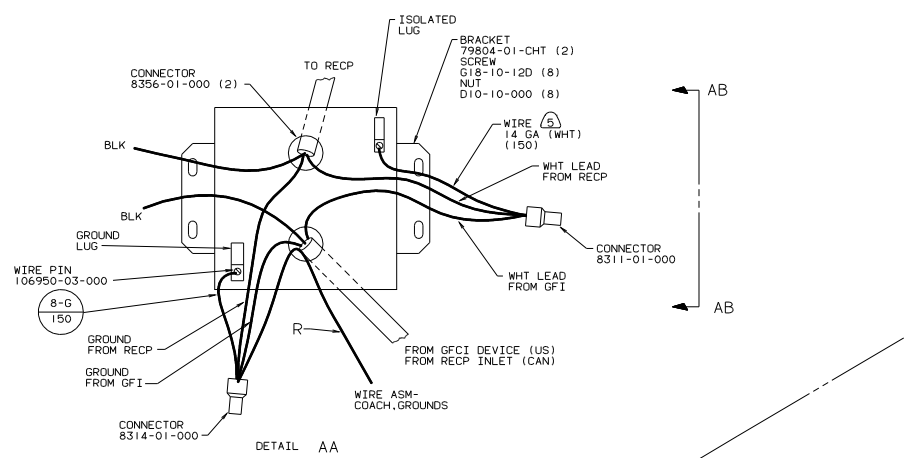 ISOLATED
LUG
BRACKET
79804-01-CHT (2)
SCREW
G18-10-12D (8)
NUT
D10-10-000 (8)
TO RECP
CONNECTOR
8356-01-000 (2)
AB
WIRE 5
14 GA (WHT)
(150)
BLK
WHT LEAD
FROM RECP
BLK
GROUND
LUG
CONNECTOR
8311-01-000
WIRE PIN
106950-03-000
WHT LEAD
FROM GFI
8-G
150
AB
R
GROUND
FROM RECP
FROM GFCI DEVICE (US)
FROM RECP INLET (CAN)
GROUND
FROM GFI
WIRE ASM-
COACH,GROUNDS
CONNECTOR
8314-01-000
DETAIL AA